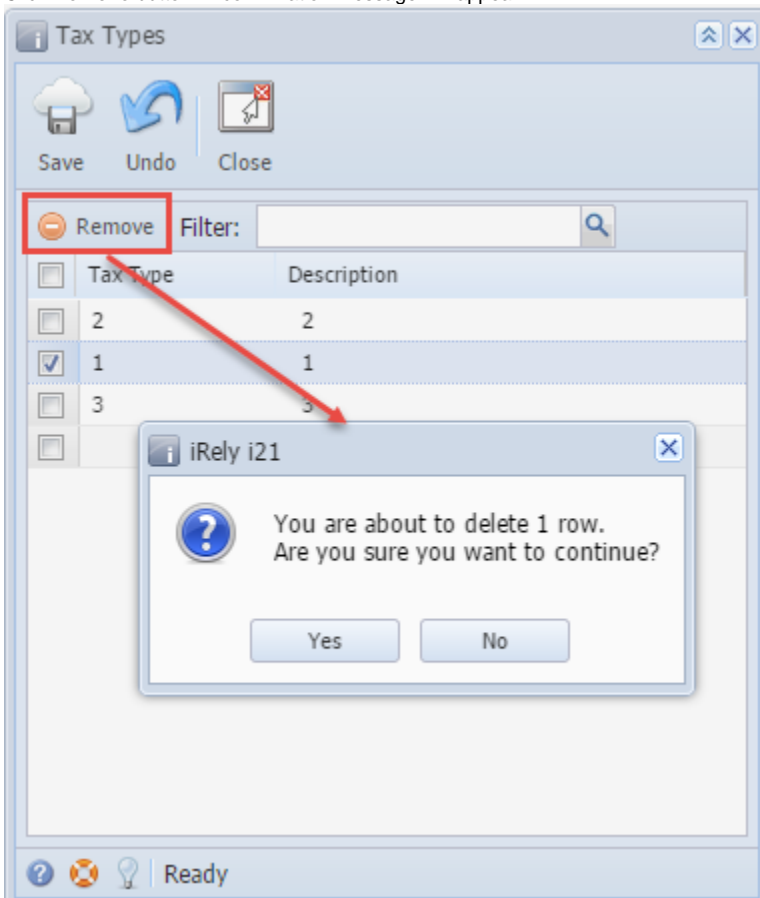 Tax Types
Save Undo Close
Remove Filter:
Tax Type Description
2 2
1 1
3 3
iRely i21
You are about to delete 1 row.
Are you sure you want to continue?
Yes No
Ready